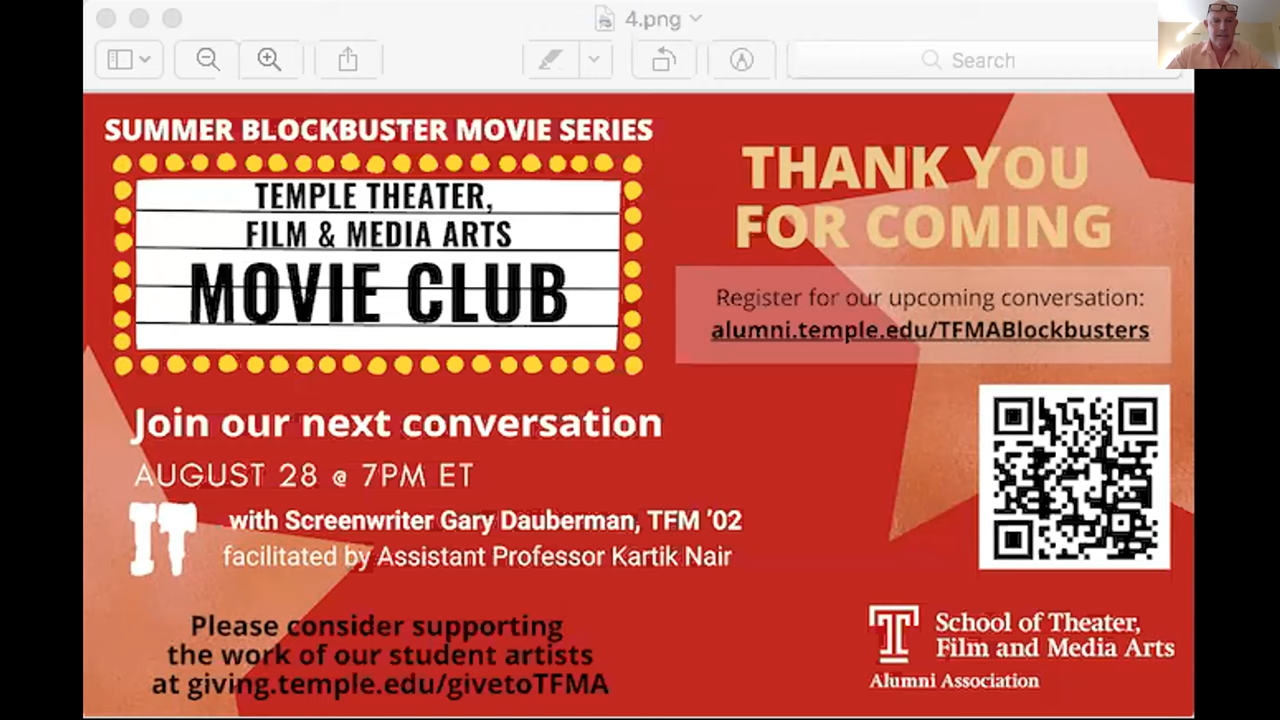 4.png
Search
SUMMER BLOCKBUSTER MOVIE SERIES
TEMPLE THEATER,
FILM & MEDIA ARTS
MOVIE CLUB
THANK YOU
FOR COMING
Register for our upcoming conversation:
alumni.temple.edu/TFMABlockbusters
Join our next conversation
AUGUST 28 @ 7PM ET
IT
with Screenwriter Gary Dauberman, TFM '02
facilitated by Assistant Professor Kartik Nair
Please consider supporting
the work of our student artists
at giving.temple.edu/givetoTFMA
T
School of Theater,
Film and Media Arts
Alumni Association